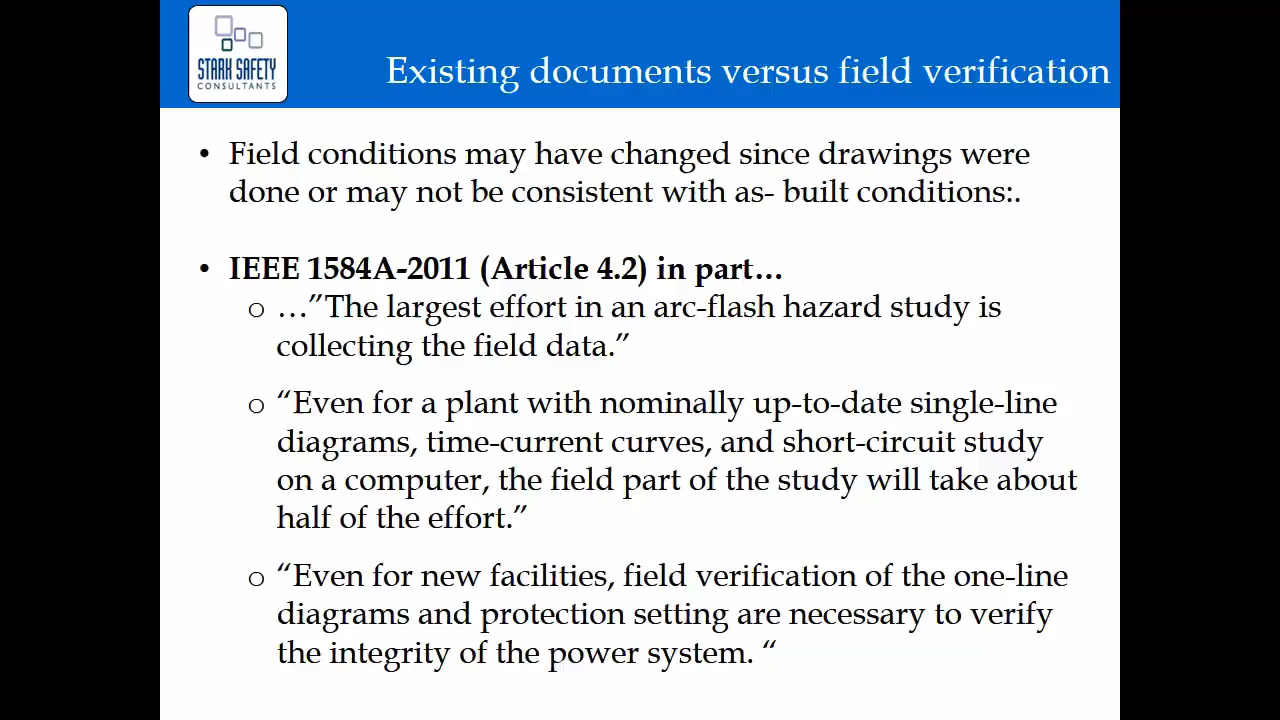 STARK SAFETY
CONSULTANTS
Existing documents versus field verification
• Field conditions may have changed since drawings were
done or may not be consistent with as- built conditions:.
• IEEE 1584A-2011 (Article 4.2) in part…
o …”The largest effort in an arc-flash hazard study is
collecting the field data.”
o “Even for a plant with nominally up-to-date single-line
diagrams, time-current curves, and short-circuit study
on a computer, the field part of the study will take about
half of the effort.”
o “Even for new facilities, field verification of the one-line
diagrams and protection setting are necessary to verify
the integrity of the power system. “